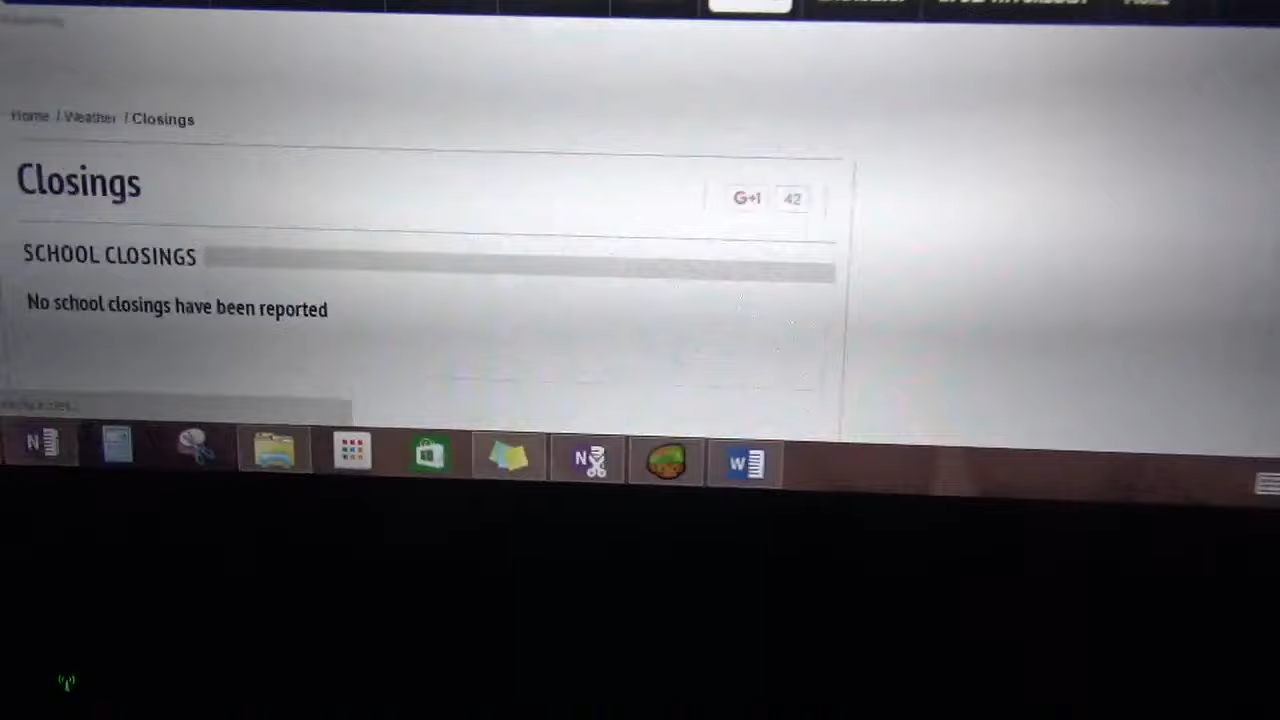 Home / Weather / Closings
Closings
G+1 42
SCHOOL CLOSINGS
No school closings have been reported
N
N
W